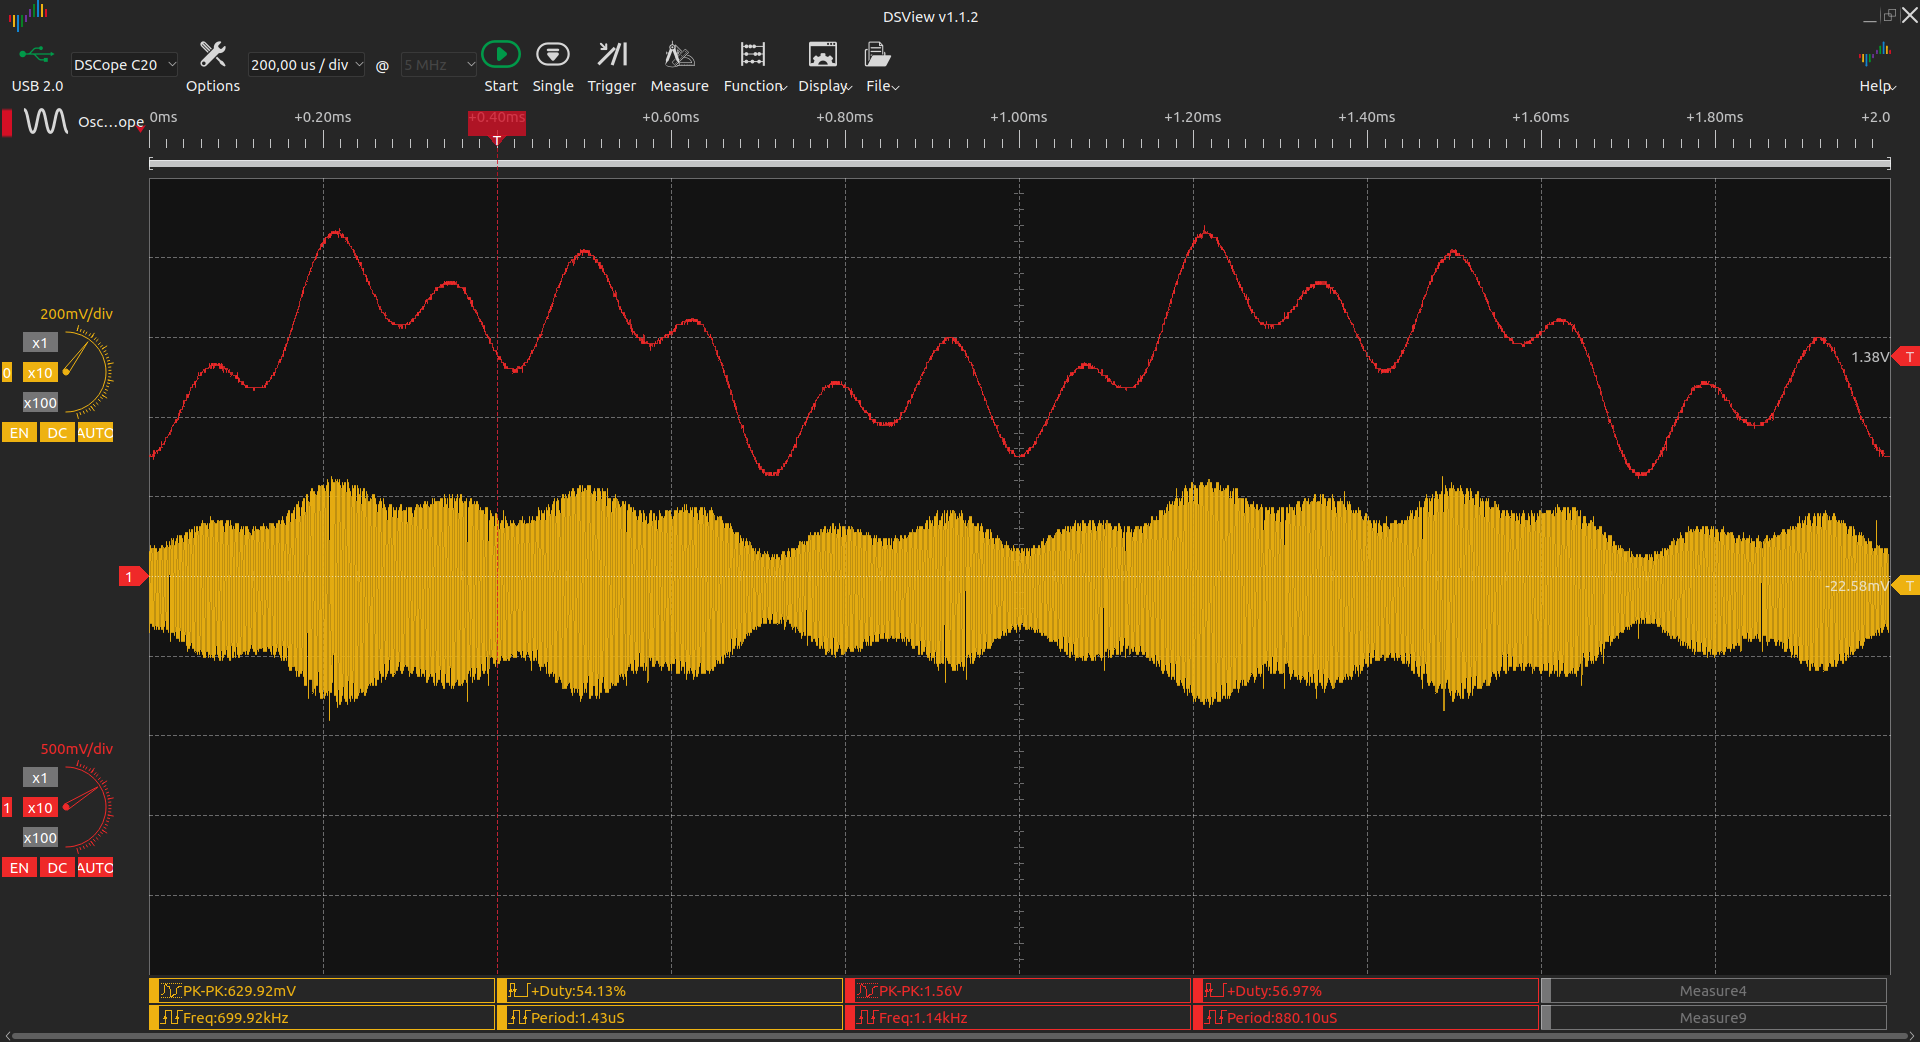 DSView v1.1.2
USB 2.0
DSCope C20
Options
200,00 us / div
@
5 MHz
Start
Single
Trigger
Measure
Function
Display
File
Help
Osc...ope
0ms +0.20ms +0.40ms +0.60ms +0.80ms +1.00ms +1.20ms +1.40ms +1.60ms +1.80ms +2.0
T
200mV/div
x1
0 x10
x100
EN DC AUTO
1.38V T
1
-22.58mV T
500mV/div
x1
1 x10
x100
EN DC AUTO
PK-PK:629.92mV +Duty:54.13% PK-PK:1.56V +Duty:56.97% Measure4
Freq:699.92kHz Period:1.43uS Freq:1.14kHz Period:880.10uS Measure9